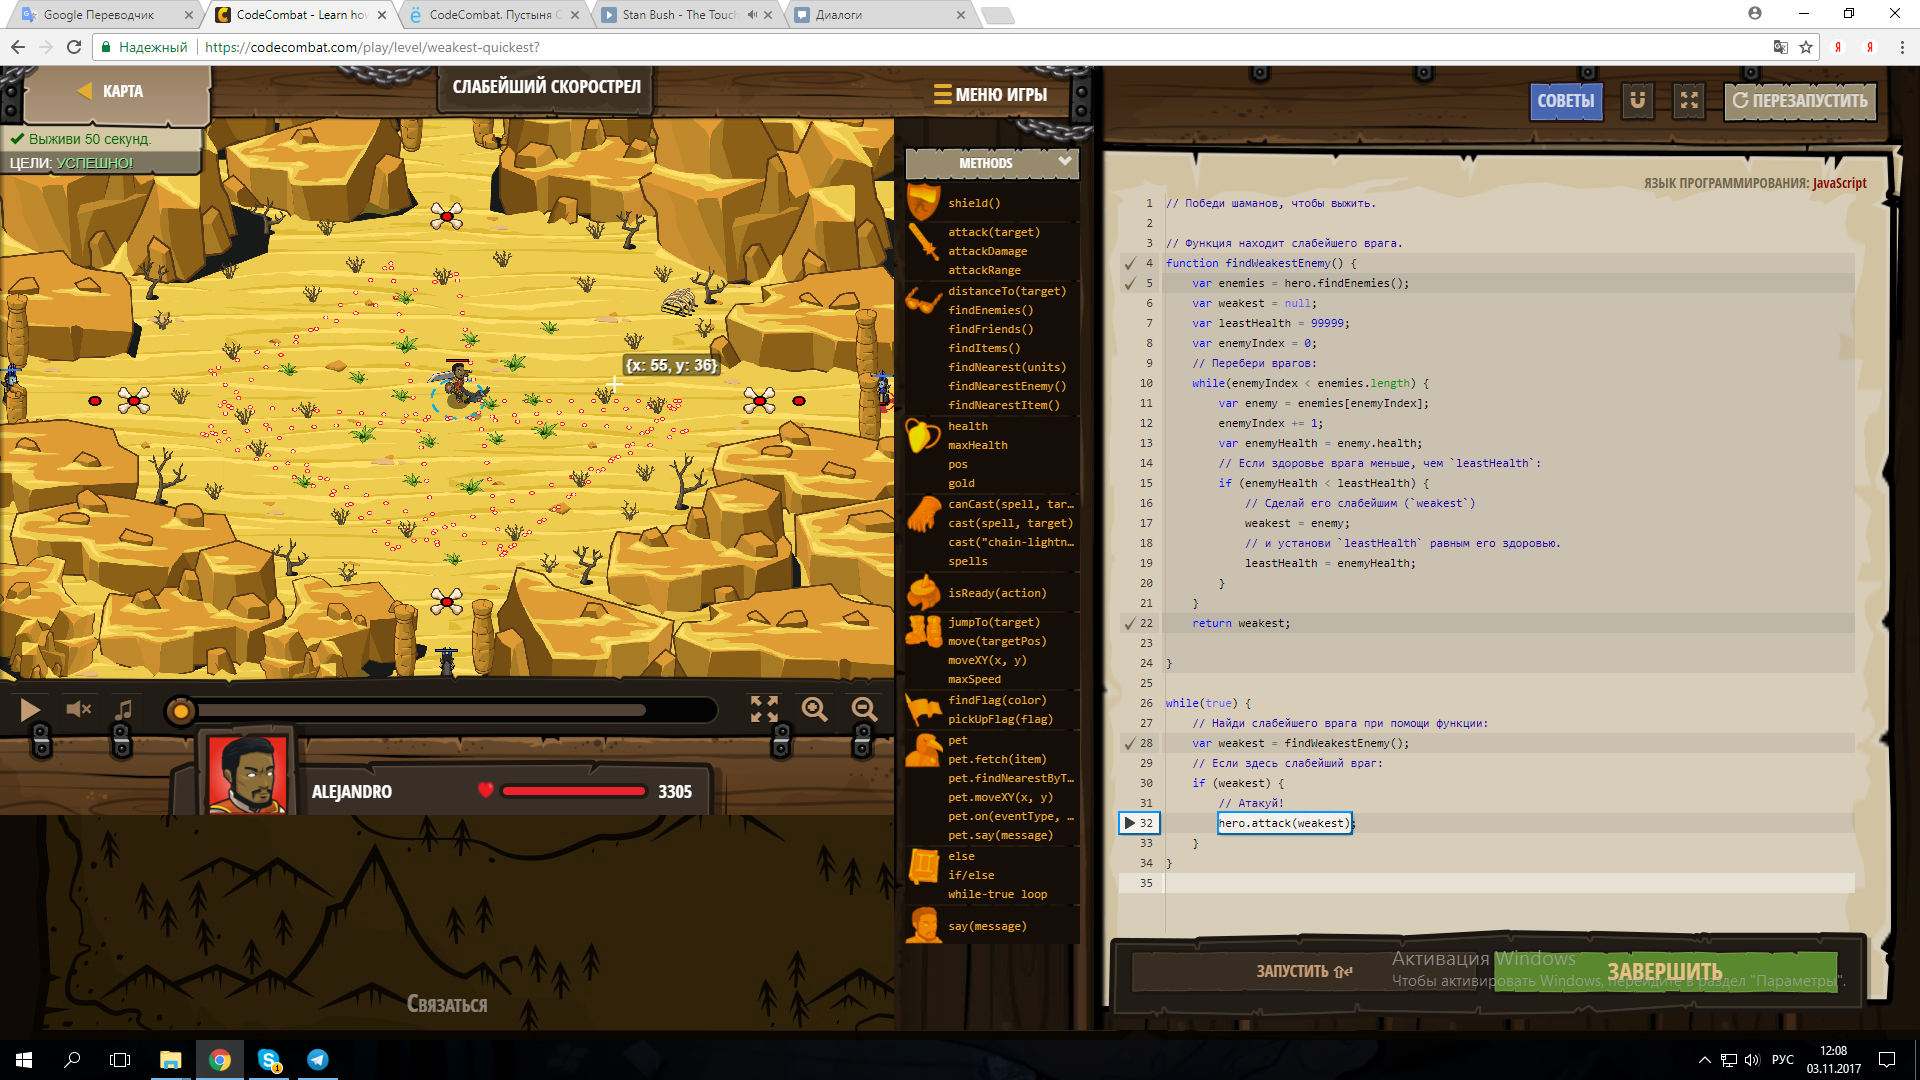 Google Переводчик
CodeCombat - Learn how
CodeCombat. Пустыня С
Stan Bush - The Touch
Диалоги
Надежный
https://codecombat.com/play/level/weakest-quickest?
КАРТА
СЛАБЕЙШИЙ СКОРОСТРЕЛ
МЕНЮ ИГРЫ
Выживи 50 секунд.
ЦЕЛИ: УСПЕШНО!
{x: 55, y: 36}
ALEJANDRO
3305
Связаться
METHODS
shield()
attack(target)
attackDamage
attackRange
distanceTo(target)
findEnemies()
findFriends()
findItems()
findNearest(units)
findNearestEnemy()
findNearestItem()
health
maxHealth
pos
gold
canCast(spell, tar…
cast(spell, target)
cast("chain-lightn…
spells
isReady(action)
jumpTo(target)
move(targetPos)
moveXY(x, y)
maxSpeed
findFlag(color)
pickUpFlag(flag)
pet
pet.fetch(item)
pet.findNearestByT…
pet.moveXY(x, y)
pet.on(eventType, …
pet.say(message)
else
if/else
while-true loop
say(message)
СОВЕТЫ
ПЕРЕЗАПУСТИТЬ
ЯЗЫК ПРОГРАММИРОВАНИЯ: JavaScript
1 // Победи шаманов, чтобы выжить.
2
3 // Функция находит слабейшего врага.
4 function findWeakestEnemy() {
5 var enemies = hero.findEnemies();
6 var weakest = null;
7 var leastHealth = 99999;
8 var enemyIndex = 0;
9 // Перебери врагов:
10 while(enemyIndex < enemies.length) {
11 var enemy = enemies[enemyIndex];
12 enemyIndex += 1;
13 var enemyHealth = enemy.health;
14 // Если здоровье врага меньше, чем `leastHealth`:
15 if (enemyHealth < leastHealth) {
16 // Сделай его слабейшим (`weakest`)
17 weakest = enemy;
18 // и установи `leastHealth` равным его здоровью.
19 leastHealth = enemyHealth;
20 }
21 }
22 return weakest;
23
24 }
25
26 while(true) {
27 // Найди слабейшего врага при помощи функции:
28 var weakest = findWeakestEnemy();
29 // Если здесь слабейший враг:
30 if (weakest) {
31 // Атакуй!
32 hero.attack(weakest);
33 }
34 }
35
ЗАПУСТИТЬ
ЗАВЕРШИТЬ
Активация Windows
Чтобы активировать Windows, перейдите в раздел "Параметры".
РУС
12:08
03.11.2017